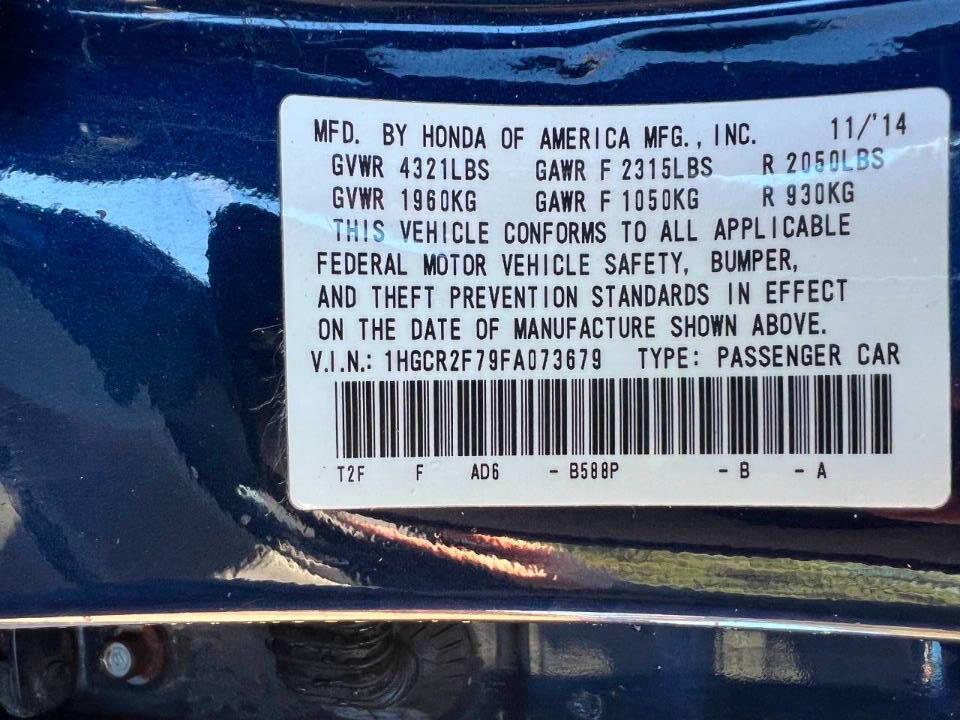 MFD. BY HONDA OF AMERICA MFG., INC. 11/'14
GVWR 4321LBS GAWR F 2315LBS R 2050LBS
GVWR 1960KG GAWR F 1050KG R 930KG
THIS VEHICLE CONFORMS TO ALL APPLICABLE
FEDERAL MOTOR VEHICLE SAFETY, BUMPER,
AND THEFT PREVENTION STANDARDS IN EFFECT
ON THE DATE OF MANUFACTURE SHOWN ABOVE.
V.I.N.: 1HGCR2F79FA073679 TYPE: PASSENGER CAR
T2F F AD6 - B588P - B - A